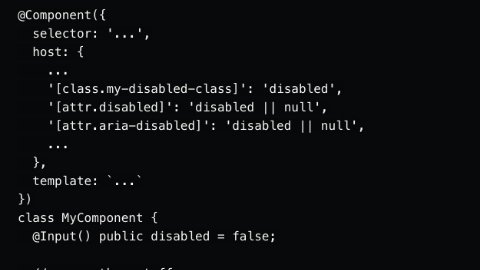 @Component({
  selector: '...',
  host: {
    ...
    '[class.my-disabled-class]': 'disabled',
    '[attr.disabled]': 'disabled || null',
    '[attr.aria-disabled]': 'disabled || null',
    ...
  },
  template: `...`
})
class MyComponent {
  @Input() public disabled = false;